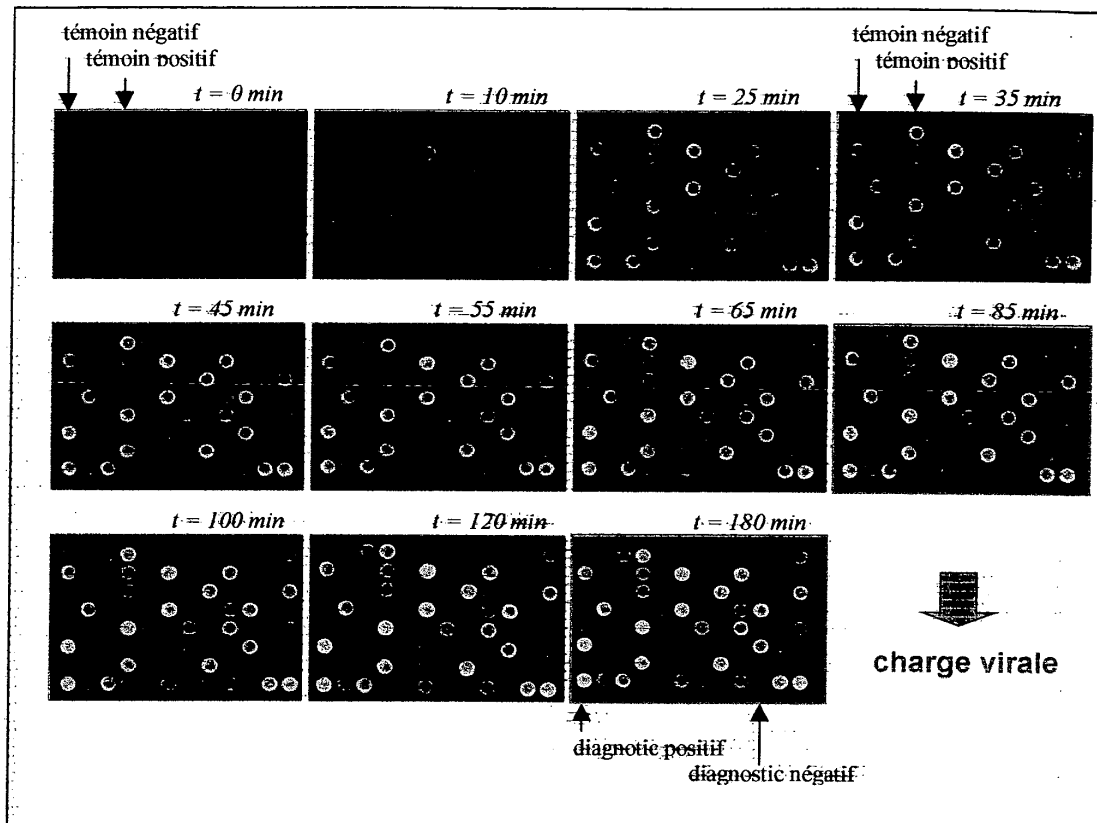 témoin négatif
témoin positif
témoin négatif
témoin positif
t = 0 min
t = 10 min
t = 25 min
t = 35 min
t = 45 min
t = 55 min
t = 65 min
t = 85 min
t = 100 min
t = 120 min
t = 180 min
charge virale
diagnotic positif
diagnostic négatif